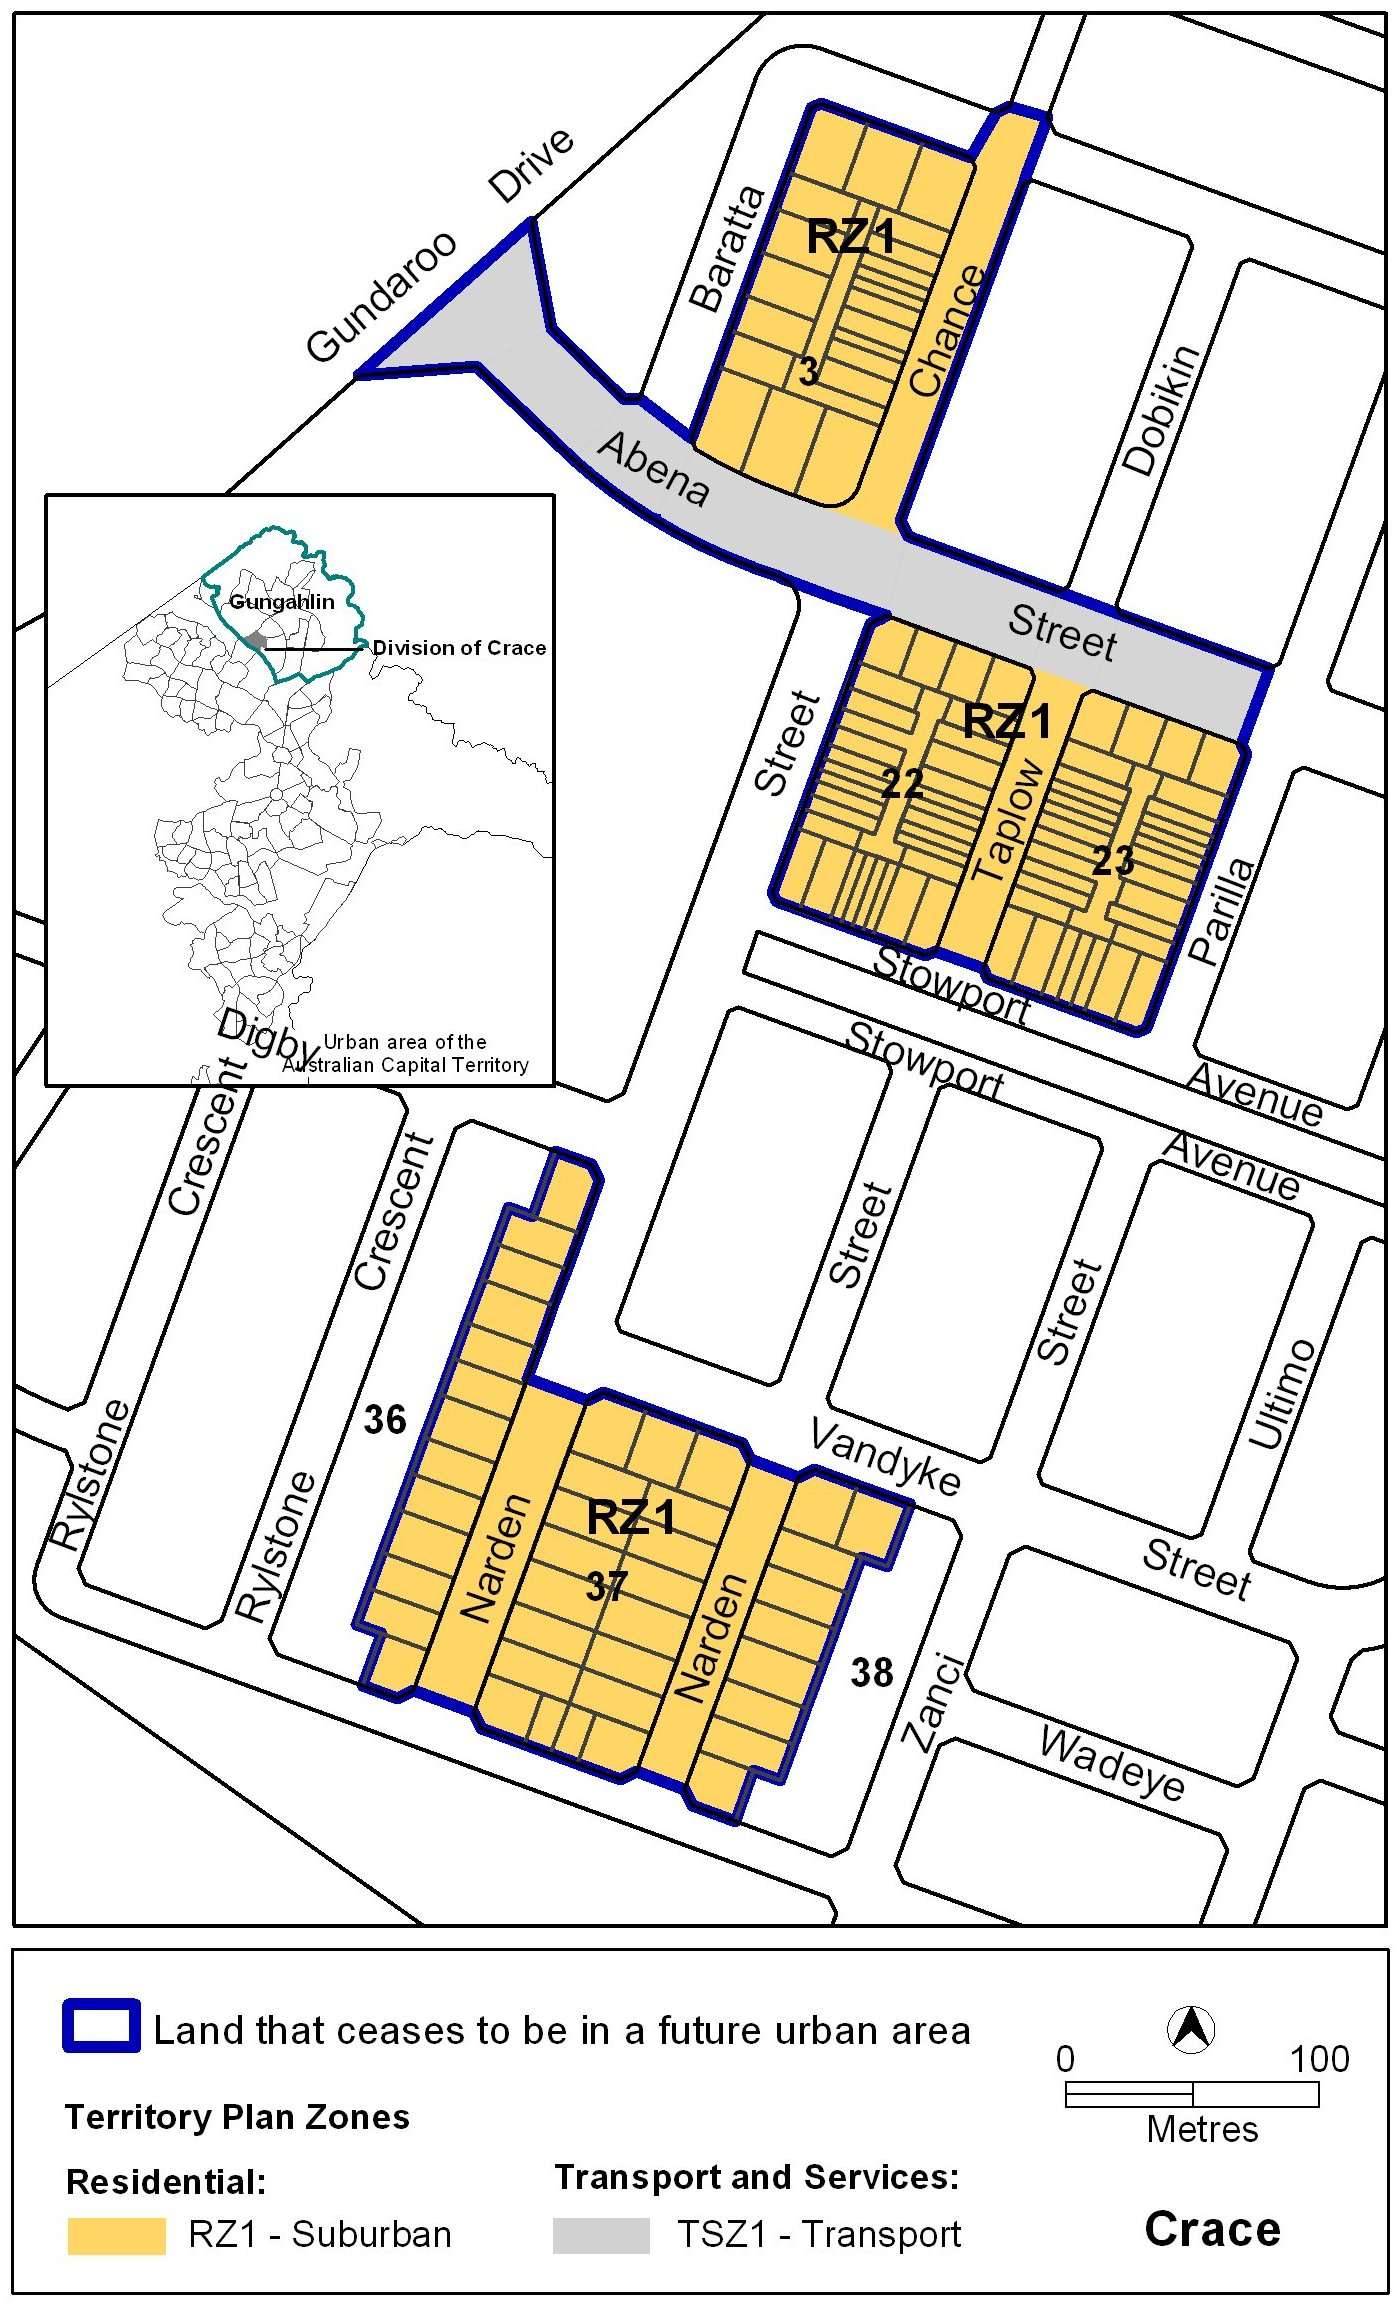 Gundaroo Drive
Baratta
RZ1
3
Chance
Dobikin
Abena
Street
Gungahlin
Division of Crace
Urban area of the
Australian Capital Territory
Street
RZ1
22
Taplow
23
Parilla
Stowport
Avenue
Stowport
Avenue
Digby
Crescent
Crescent
Street
Street
Ultimo
36
Rylstone
Rylstone
Vandyke
Street
RZ1
37
Narden
Narden
38
Zanci
Wadeye
Land that ceases to be in a future urban area
0 100
Metres
Territory Plan Zones
Residential:
RZ1 - Suburban
Transport and Services:
TSZ1 - Transport
Crace